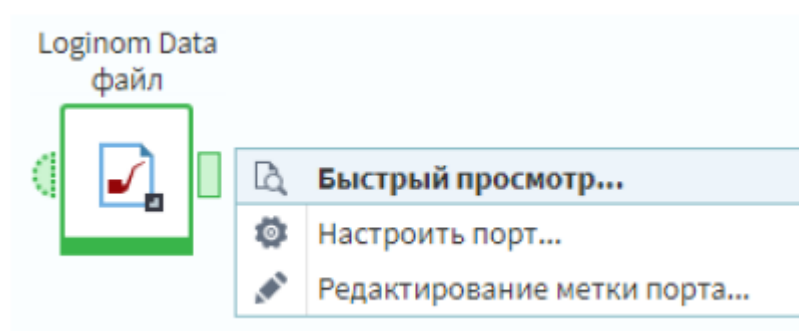 Loginom Data
файл
Быстрый просмотр...
Настроить порт...
Редактирование метки порта...